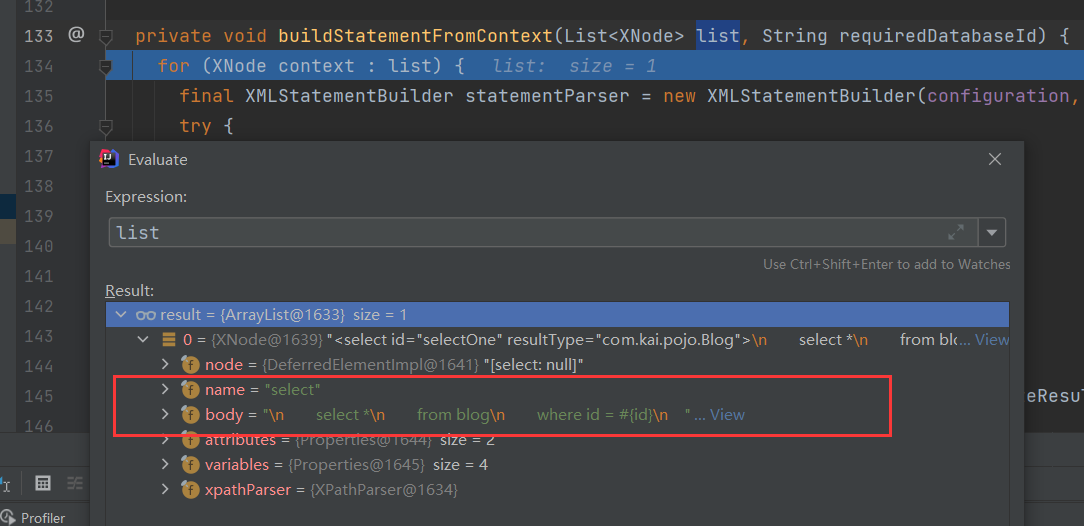 132
133 @ private void buildStatementFromContext(List<XNode> list, String requiredDatabaseId) {
134 for (XNode context : list) { list: size = 1
135 final XMLStatementBuilder statementParser = new XMLStatementBuilder(configuration,
136 try {
137
Evaluate
138
Expression:
139
list
140
141
Use Ctrl+Shift+Enter to add to Watches
Result:
142
result = {ArrayList@1633} size = 1
143
0 = {XNode@1639} "<select id="selectOne" resultType="com.kai.pojo.Blog">\n select *\n from blo… View
144
node = {DeferredElementImpl@1641} "[select: null]"
145
name = "select"
eResul
146
body = "\n select *\n from blog\n where id = #{id}\n "… View
attributes = {Properties@1644} size = 2
variables = {Properties@1645} size = 4
xpathParser = {XPathParser@1634}
Profiler